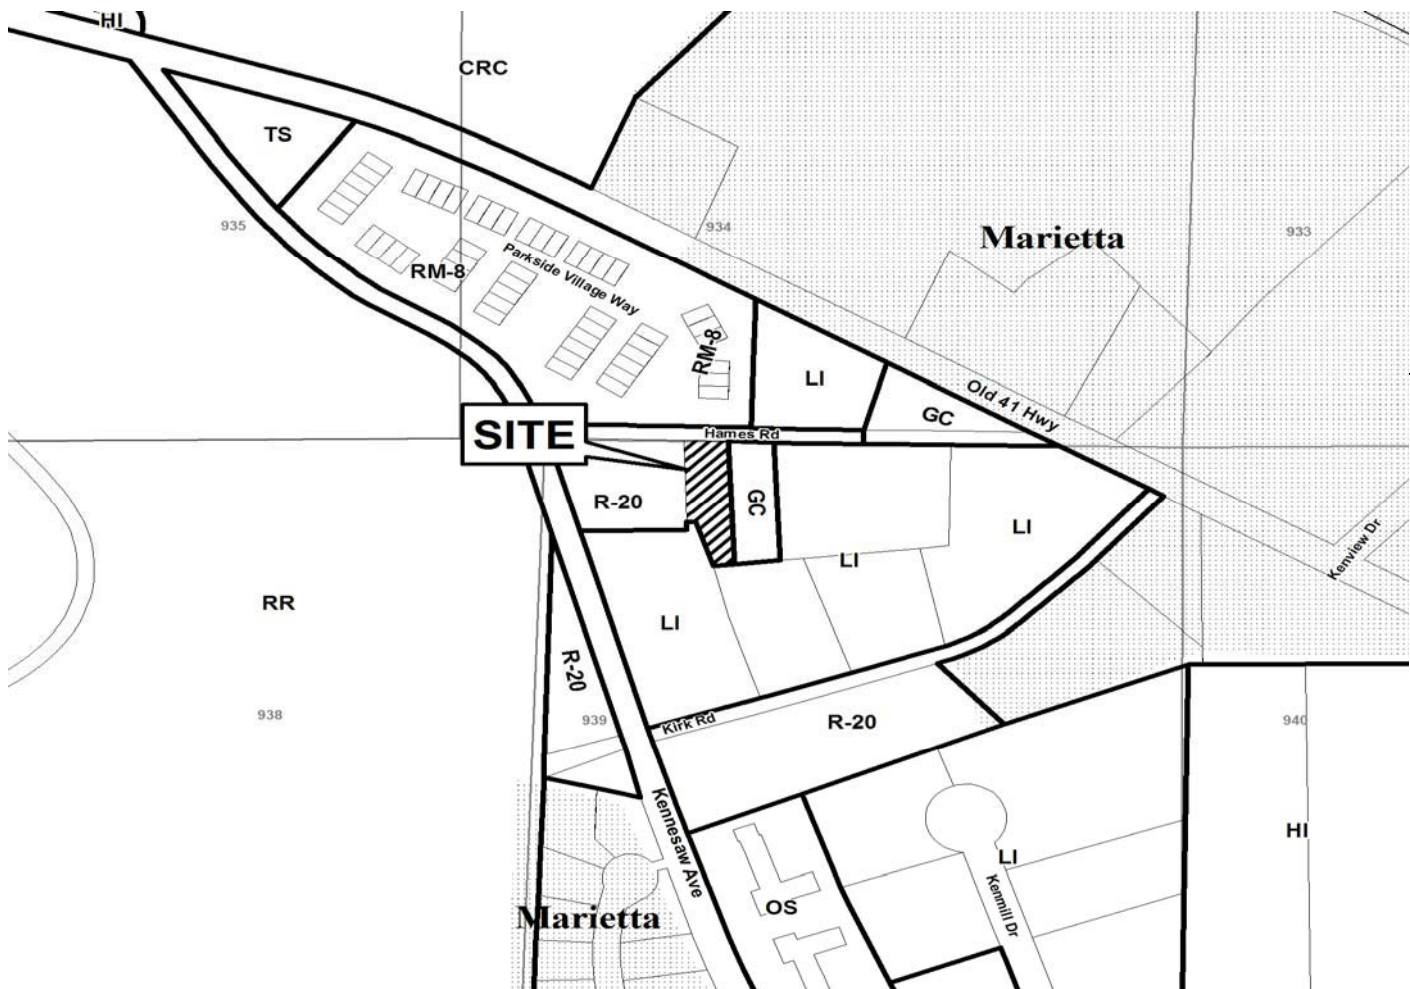 HI
CRC
TS
935
934
Marietta
933
RM-8
Parkside Village Way
RM-8
LI
GC
Old 41 Hwy
SITE
Hames Rd
R-20
GC
LI
LI
Kenview Dr
RR
LI
R-20
938
939
Kirk Rd
R-20
940
Kennesaw Ave
HI
LI
Kenmill Dr
OS
Marietta
LI